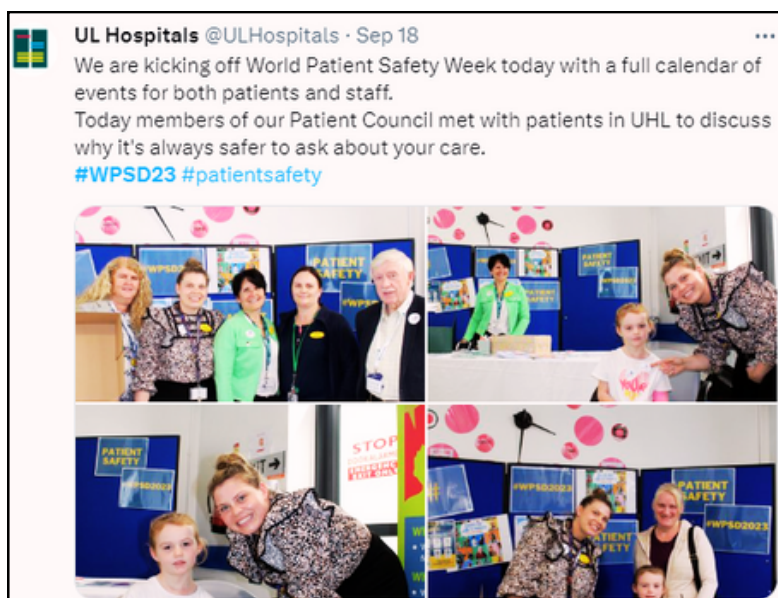 UL Hospitals @ULHospitals · Sep 18
We are kicking off World Patient Safety Week today with a full calendar of
events for both patients and staff.
Today members of our Patient Council met with patients in UHL to discuss
why it's always safer to ask about your care.
#WPSD23 #patientsafety
#WPSD2023
PATIENT
SAFETY
PATIENT
SAFETY
#WPSD2023
PATIENT
SAFETY
STOP
EXIT ONLY
#WPSD2023
PATIENT
SAFETY
#WPSD2023